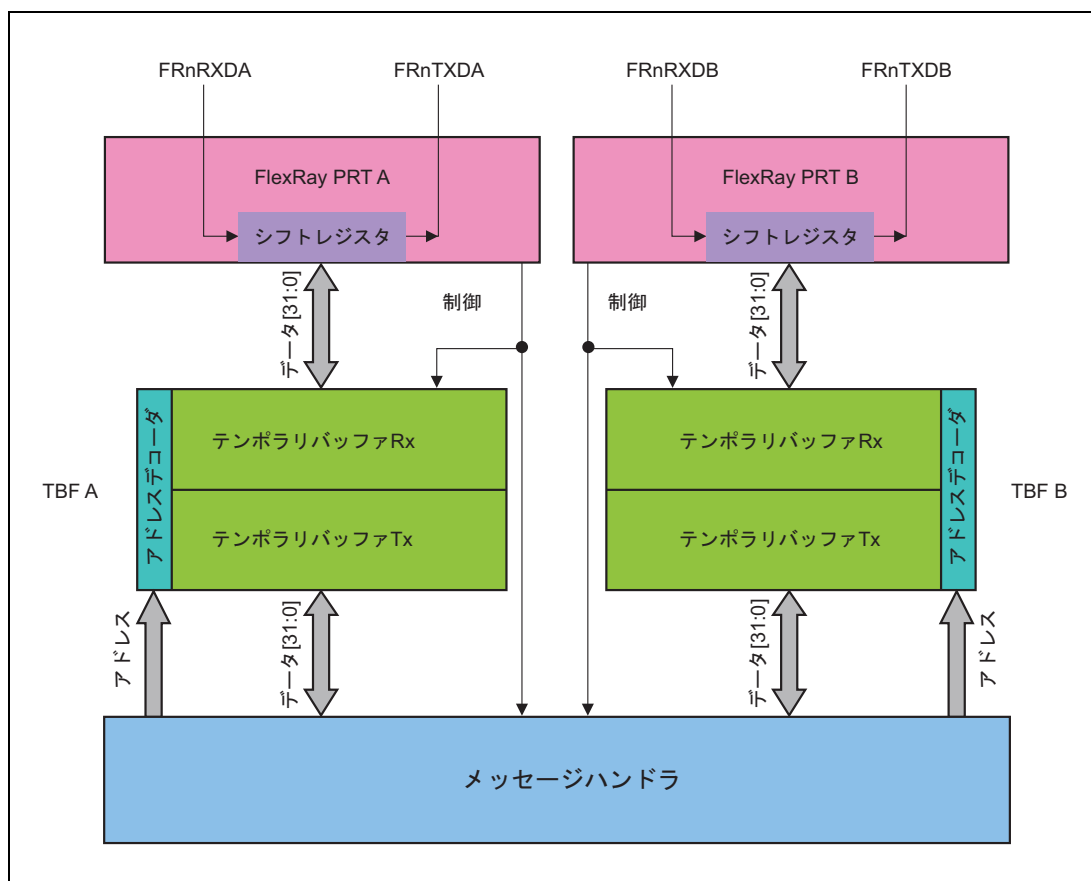 FRnRXDA
FRnTXDA
FRnRXDB
FRnTXDB
FlexRay PRT A
FlexRay PRT B
シフトレジスタ
シフトレジスタ
データ[31:0]
制御
制御
データ[31:0]
TBF A
アドレスデコーダ
テンポラリバッファRx
テンポラリバッファTx
テンポラリバッファRx
テンポラリバッファTx
アドレスデコーダ
TBF B
アドレス
データ[31:0]
データ[31:0]
アドレス
メッセージハンドラ